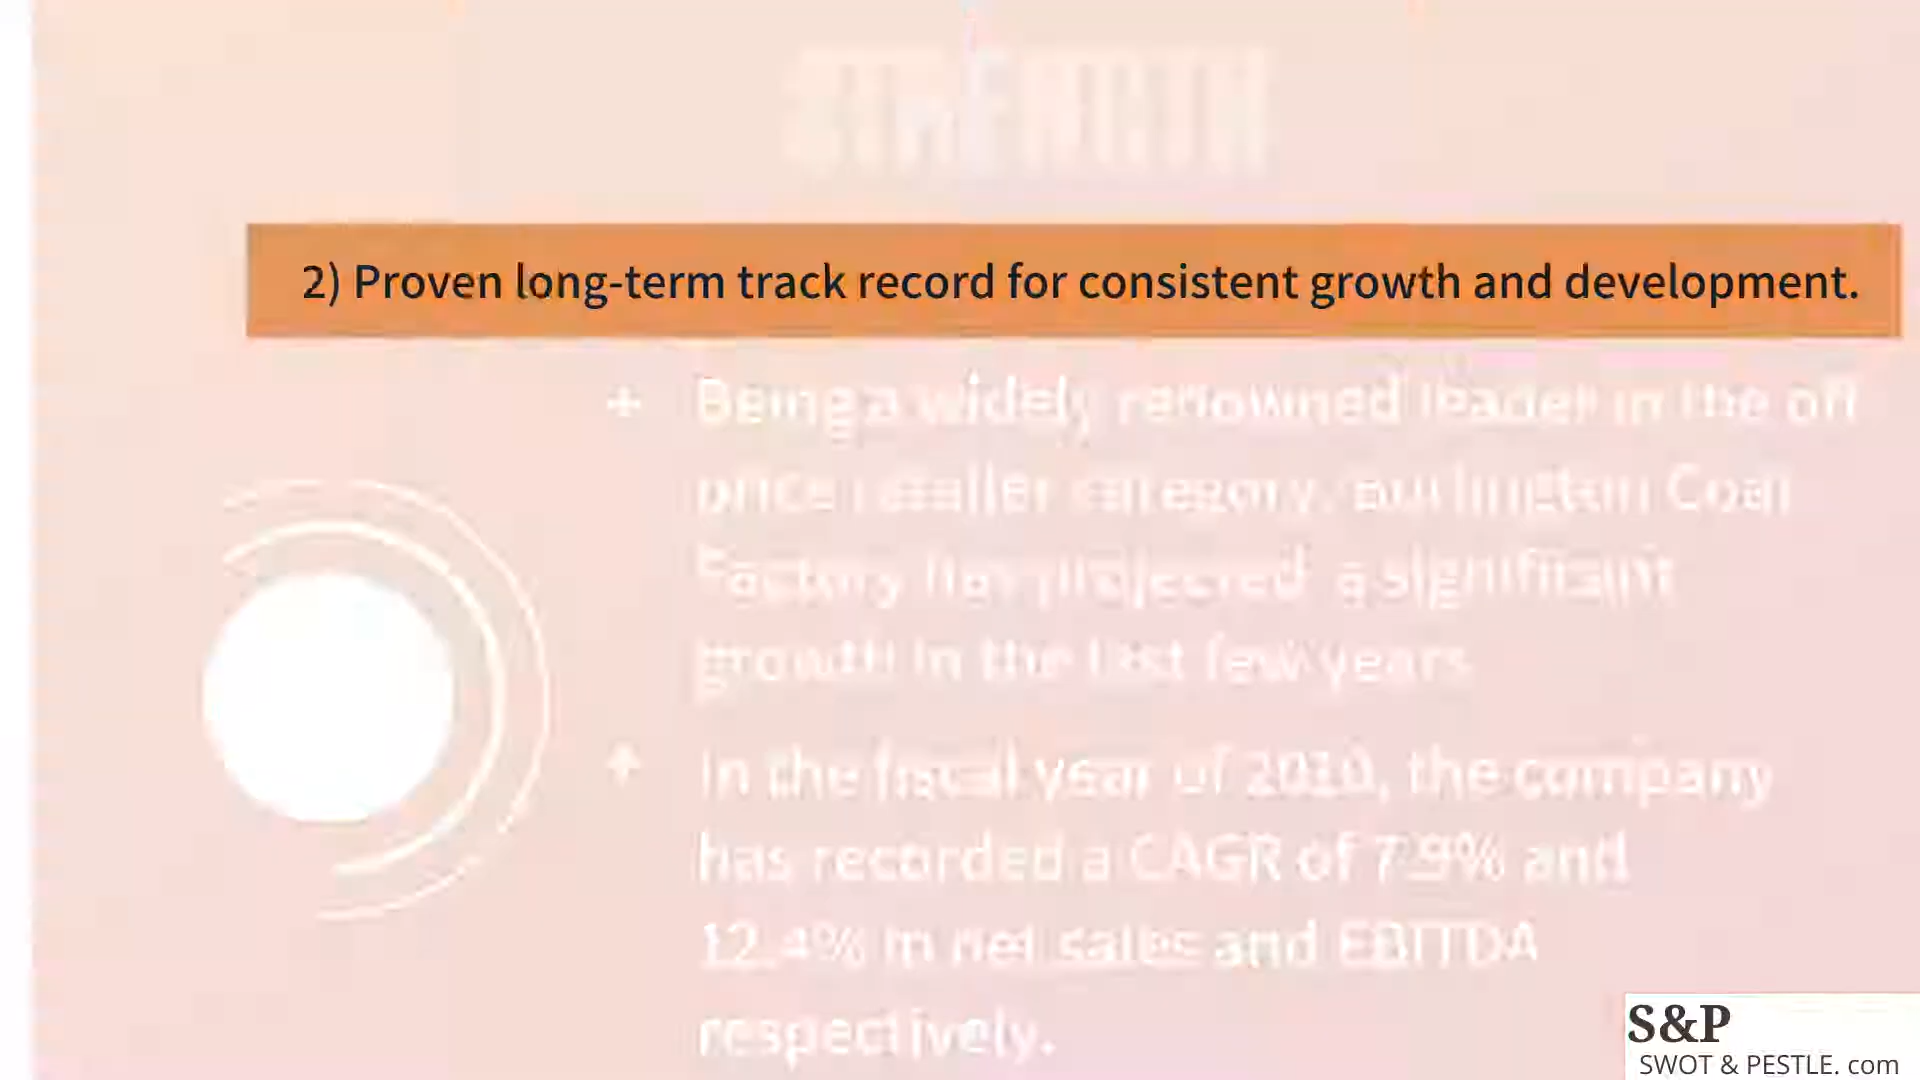 STRENGTH
2) Proven long-term track record for consistent growth and development.
+ Being a widely renowned leader in the off
price retailer category, Burlington Coat
Factory has projected a significant
growth in the last few years
+ In the fiscal year of 2010, the company
has recorded a CAGR of 7.9% and
12.4% in net sales and EBITDA
respectively.
S&P
SWOT & PESTLE. com